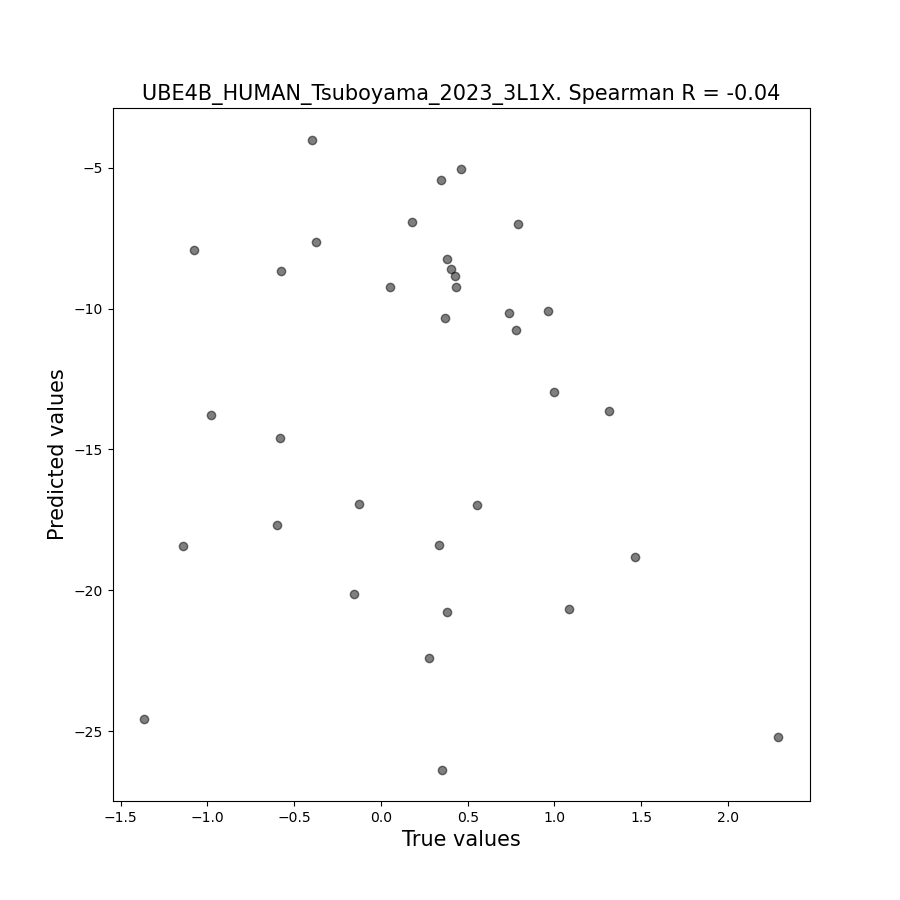 UBE4B_HUMAN_Tsuboyama_2023_3L1X. Spearman R = -0.04
Predicted values
−5
−10
−15
−20
−25
−1.5 −1.0 −0.5 0.0 0.5 1.0 1.5 2.0
True values